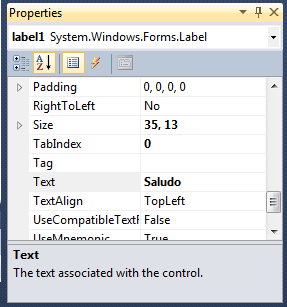 Properties
label1 System.Windows.Forms.Label
Padding 0, 0, 0, 0
RightToLeft No
Size 35, 13
TabIndex 0
Tag
Text Saludo
TextAlign TopLeft
UseCompatibleTextF False
UseMnemonic True
Text
The text associated with the control.